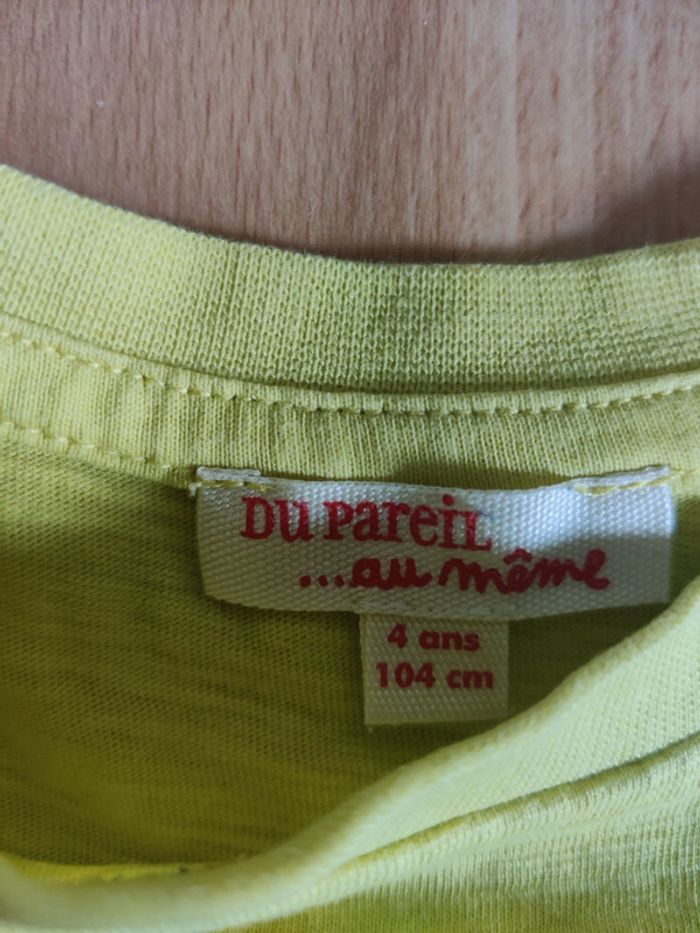 Du Pareil
...au même
4 ans
104 cm